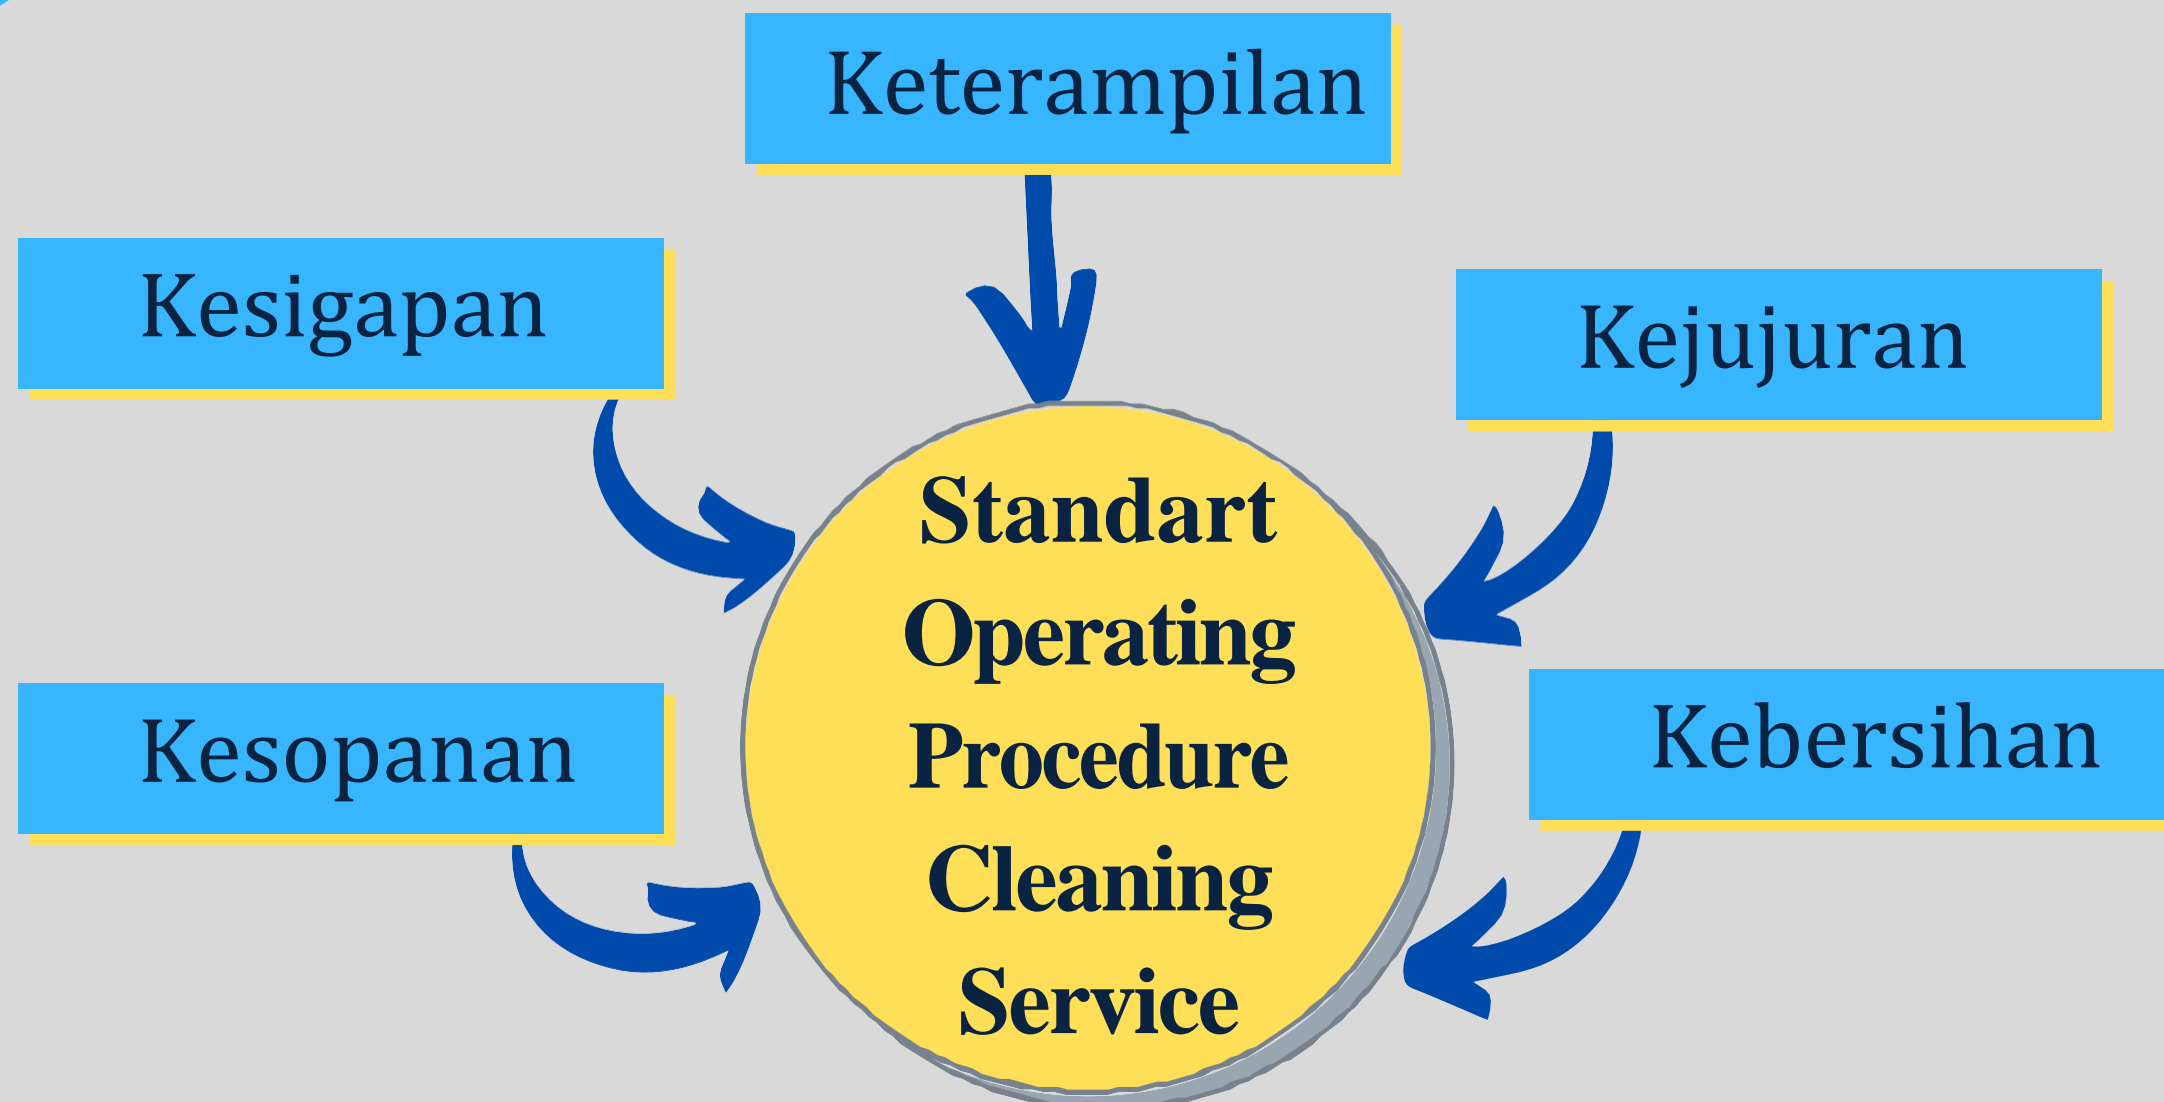 Keterampilan
Kesigapan
Kejujuran
Kesopanan
Kebersihan
Standart
Operating
Procedure
Cleaning
Service